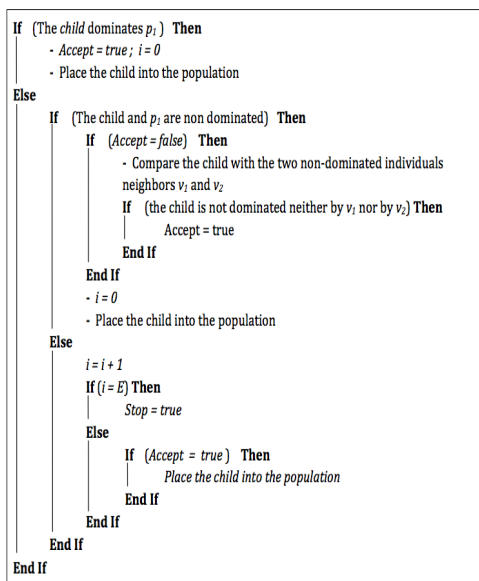 If (The child dominates p₁ ) Then
- Accept = true ; i = 0
- Place the child into the population
Else
If (The child and p₁ are non dominated) Then
If (Accept = false) Then
- Compare the child with the two non-dominated individuals
neighbors v₁ and v₂
If (the child is not dominated neither by v₁ nor by v₂) Then
Accept = true
End If
End If
- i = 0
- Place the child into the population
Else
i = i + 1
If (i = E) Then
Stop = true
Else
If (Accept = true ) Then
Place the child into the population
End If
End If
End If
End If